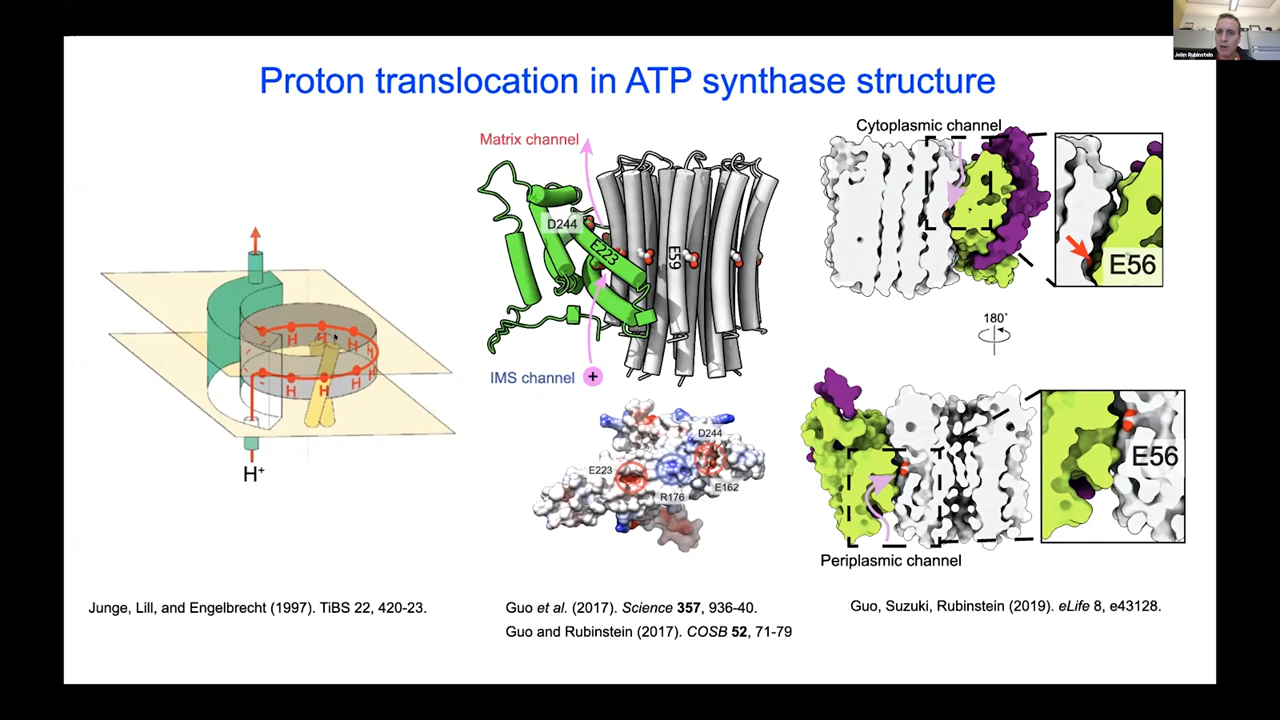 John Rubinstein
Proton translocation in ATP synthase structure
H
H
H
H
H
H
H
H⁺
Junge, Lill, and Engelbrecht (1997). TiBS 22, 420-23.
Matrix channel
D244
E223
E59
IMS channel
+
D244
E223
R176
E162
Guo et al. (2017). Science 357, 936-40.
Guo and Rubinstein (2017). COSB 52, 71-79
Cytoplasmic channel
E56
180°
E56
Periplasmic channel
Guo, Suzuki, Rubinstein (2019). eLife 8, e43128.